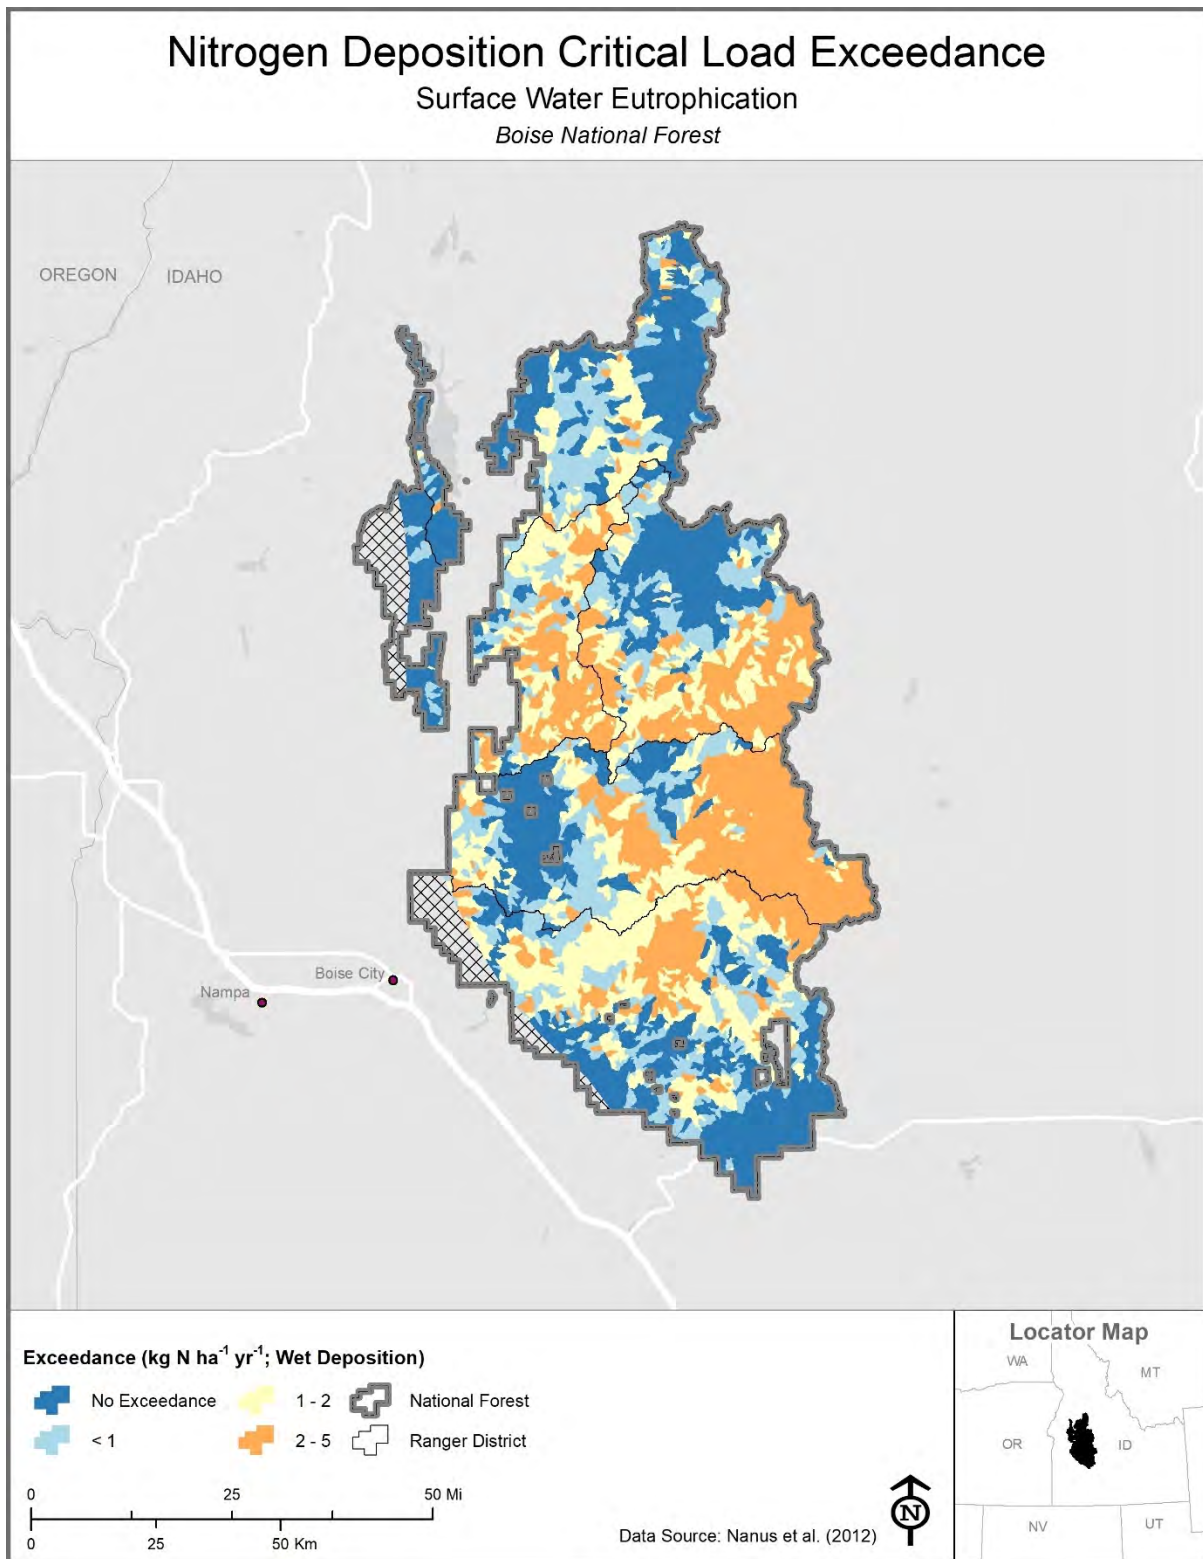 Nitrogen Deposition Critical Load Exceedance
Surface Water Eutrophication
Boise National Forest
OREGON
IDAHO
Boise City
Nampa
Exceedance (kg N ha⁻¹ yr⁻¹; Wet Deposition)
No Exceedance
1 - 2
National Forest
< 1
2 - 5
Ranger District
0 25 50 Mi
0 25 50 Km
Data Source: Nanus et al. (2012)
N
Locator Map
WA
MT
OR
ID
NV
UT